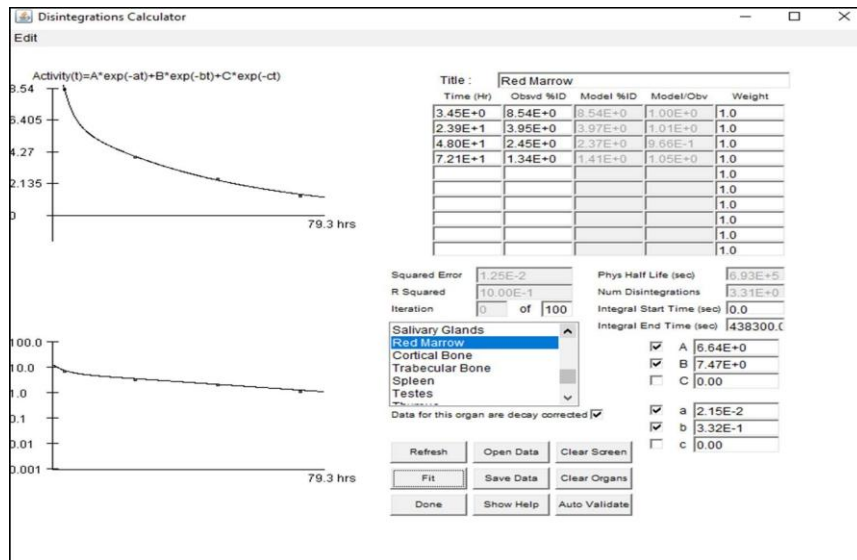 Disintegrations Calculator
Edit
Activity(t)=A*exp(-at)+B*exp(-bt)+C*exp(-ct)
8.54
6.405
4.27
2.135
0
79.3 hrs
100.0
10.0
1.0
0.1
0.01
0.001
79.3 hrs
Title : Red Marrow
Time (Hr) Obsvd %ID Model %ID Model/Obv Weight
3.45E+0 8.54E+0 8.54E+0 1.00E+0 1.0
2.39E+1 3.95E+0 3.97E+0 1.01E+0 1.0
4.80E+1 2.45E+0 2.37E+0 9.66E-1 1.0
7.21E+1 1.34E+0 1.41E+0 1.05E+0 1.0
1.0
1.0
1.0
1.0
1.0
1.0
Squared Error 1.25E-2 Phys Half Life (sec) 6.93E+5
R Squared 10.00E-1 Num Disintegrations 3.31E+0
Iteration 0 of 100 Integral Start Time (sec) 0.0
Integral End Time (sec) 438300.0
Salivary Glands
Red Marrow
Cortical Bone
Trabecular Bone
Spleen
Testes
A 6.64E+0
B 7.47E+0
C 0.00
Data for this organ are decay corrected
a 2.15E-2
b 3.32E-1
c 0.00
Refresh Open Data Clear Screen
Fit Save Data Clear Organs
Done Show Help Auto Validate